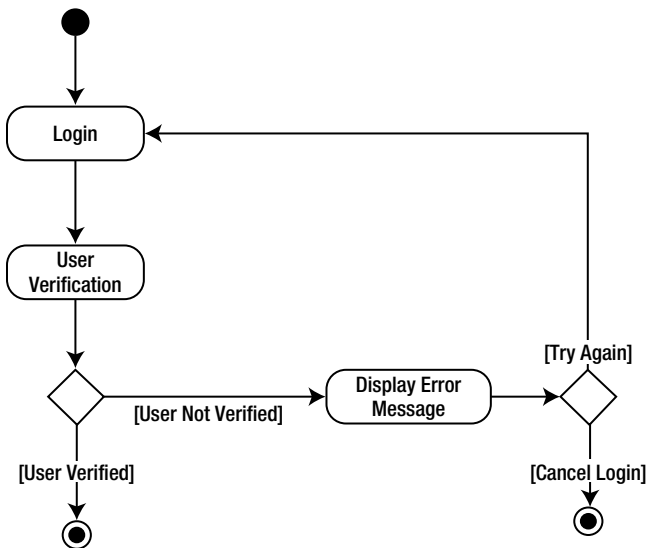 Login
User
Verification
[Try Again]
Display Error
Message
[User Not Verified]
[User Verified]
[Cancel Login]